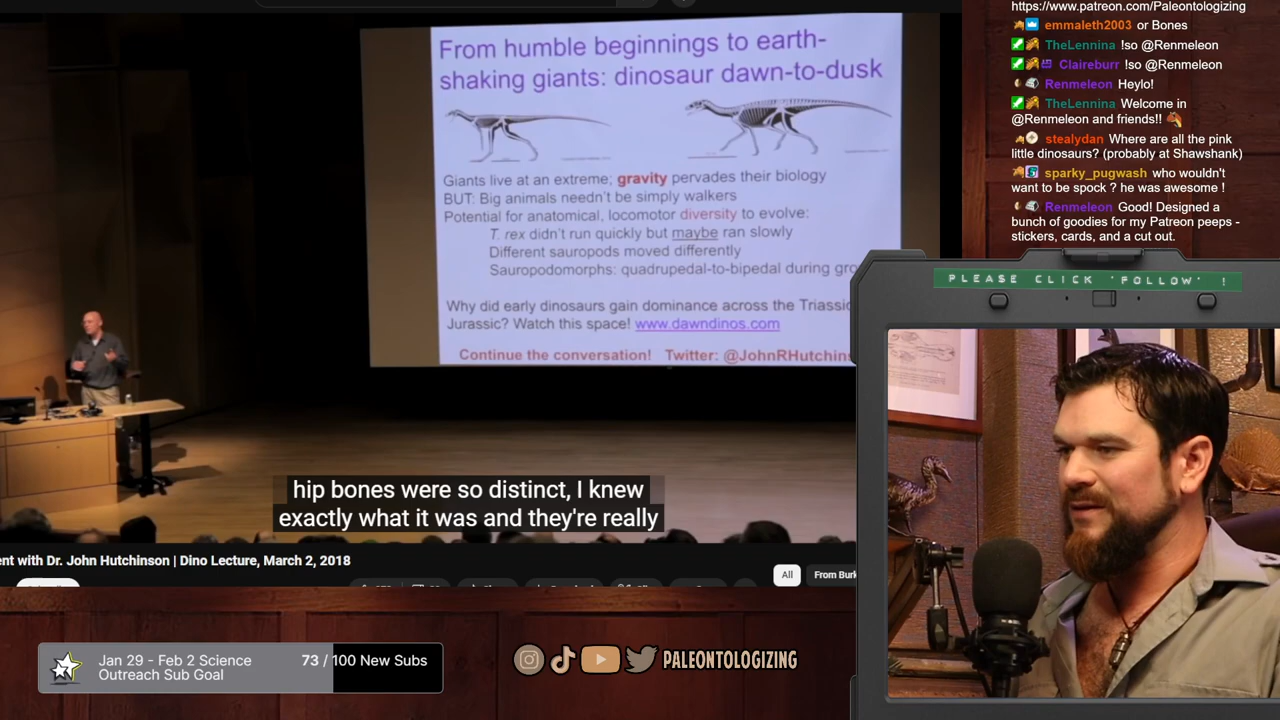 From humble beginnings to earth-
shaking giants: dinosaur dawn-to-dusk
Giants live at an extreme; gravity pervades their biology
BUT: Big animals needn't be simply walkers
Potential for anatomical, locomotor diversity to evolve:
T. rex didn't run quickly but maybe ran slowly
Different sauropods moved differently
Sauropodomorphs: quadrupedal-to-bipedal during gro
Why did early dinosaurs gain dominance across the Triassic
Jurassic? Watch this space! www.dawndinos.com
Continue the conversation! Twitter: @JohnRHutchins
hip bones were so distinct, I knew
exactly what it was and they're really
ent with Dr. John Hutchinson | Dino Lecture, March 2, 2018
All
From Burk
Jan 29 - Feb 2 Science
Outreach Sub Goal
73 / 100 New Subs
PALEONTOLOGIZING
https://www.patreon.com/Paleontologizing
emmaleth2003 or Bones
TheLennina !so @Renmeleon
Claireburr !so @Renmeleon
Renmeleon Heylo!
TheLennina Welcome in
@Renmeleon and friends!!
stealydan Where are all the pink
little dinosaurs? (probably at Shawshank)
sparky_pugwash who wouldn't
want to be spock ? he was awesome !
Renmeleon Good! Designed a
bunch of goodies for my Patreon peeps -
stickers, cards, and a cut out.
PLEASE CLICK 'FOLLOW' !